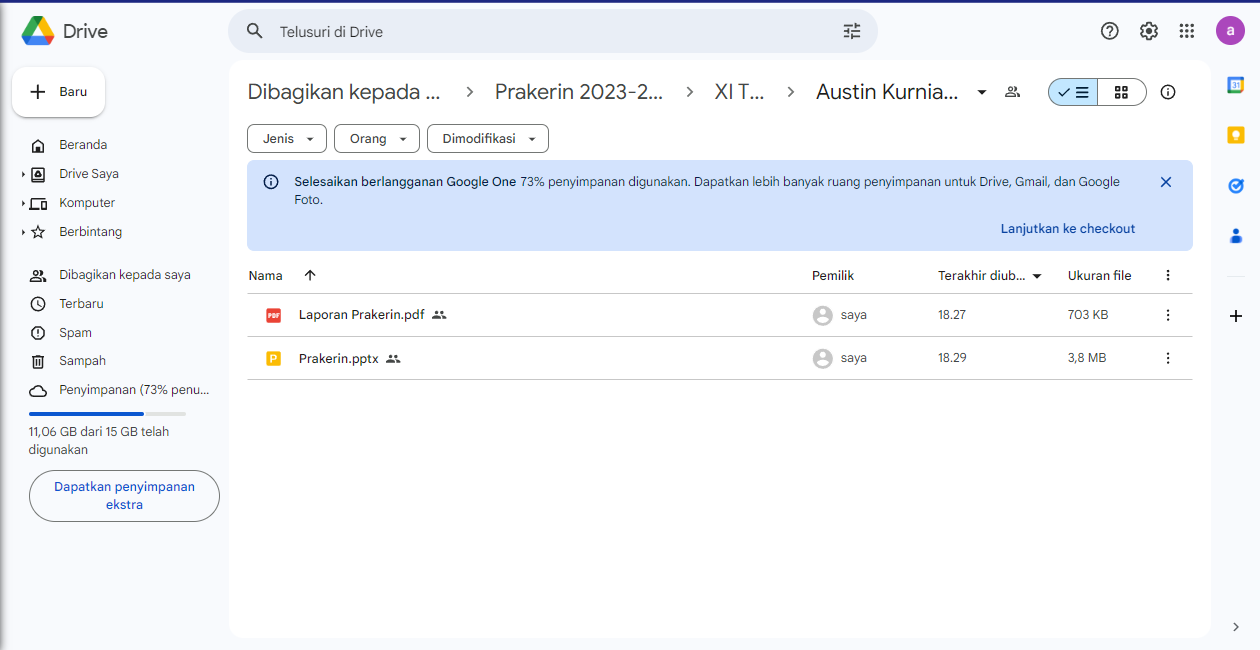 Drive
Telusuri di Drive
a
Baru
Dibagikan kepada ...
Prakerin 2023-2...
XI T...
Austin Kurnia...
31
Jenis
Orang
Dimodifikasi
Beranda
Drive Saya
Komputer
Berbintang
Dibagikan kepada saya
Terbaru
Spam
Sampah
Penyimpanan (73% penu...
11,06 GB dari 15 GB telah
digunakan
Dapatkan penyimpanan
ekstra
Selesaikan berlangganan Google One 73% penyimpanan digunakan. Dapatkan lebih banyak ruang penyimpanan untuk Drive, Gmail, dan Google
Foto.
Lanjutkan ke checkout
Nama Pemilik Terakhir diub... Ukuran file
PDF Laporan Prakerin.pdf saya 18.27 703 KB
P Prakerin.pptx saya 18.29 3,8 MB